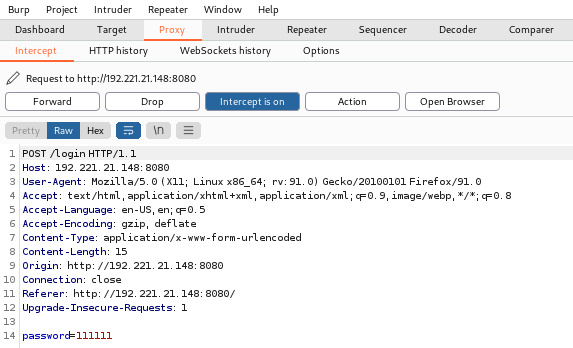 Burp Project Intruder Repeater Window Help
Dashboard Target Proxy Intruder Repeater Sequencer Decoder Comparer
Intercept HTTP history WebSockets history Options
Request to http://192.221.21.148:8080
Forward Drop Intercept is on Action Open Browser
Pretty Raw Hex \n
1 POST /login HTTP/1.1
2 Host: 192.221.21.148:8080
3 User-Agent: Mozilla/5.0 (X11; Linux x86_64; rv:91.0) Gecko/20100101 Firefox/91.0
4 Accept: text/html,application/xhtml+xml,application/xml;q=0.9,image/webp,*/*;q=0.8
5 Accept-Language: en-US,en;q=0.5
6 Accept-Encoding: gzip, deflate
7 Content-Type: application/x-www-form-urlencoded
8 Content-Length: 15
9 Origin: http://192.221.21.148:8080
10 Connection: close
11 Referer: http://192.221.21.148:8080/
12 Upgrade-Insecure-Requests: 1
13
14 password=111111